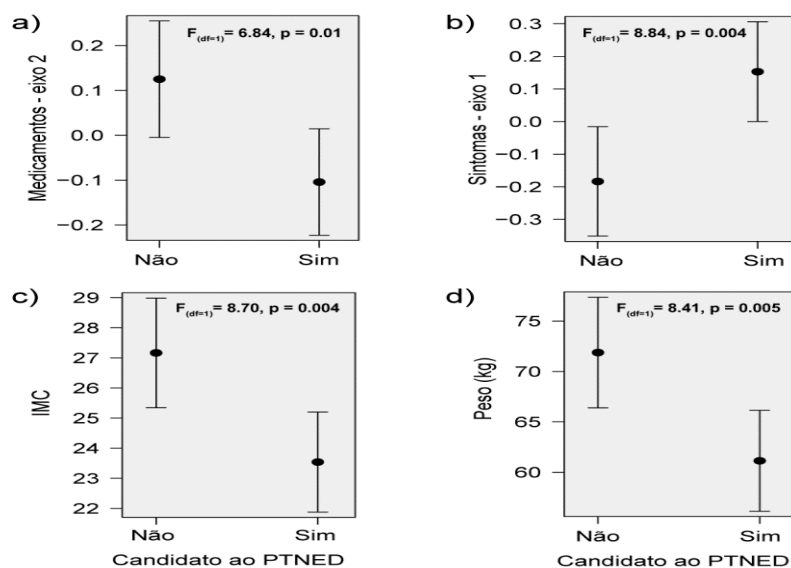 a)
F(df=1)= 6.84, p = 0.01
Medicamentos - eixo 2
0.2
0.1
0.0
−0.1
−0.2
Não
Sim
b)
F(df=1)= 8.84, p = 0.004
Sintomas - eixo 1
0.3
0.2
0.1
0.0
−0.1
−0.2
−0.3
Não
Sim
c)
F(df=1)= 8.70, p = 0.004
IMC
29
28
27
26
25
24
23
22
Não
Sim
Candidato ao PTNED
d)
F(df=1)= 8.41, p = 0.005
Peso (kg)
75
70
65
60
Não
Sim
Candidato ao PTNED